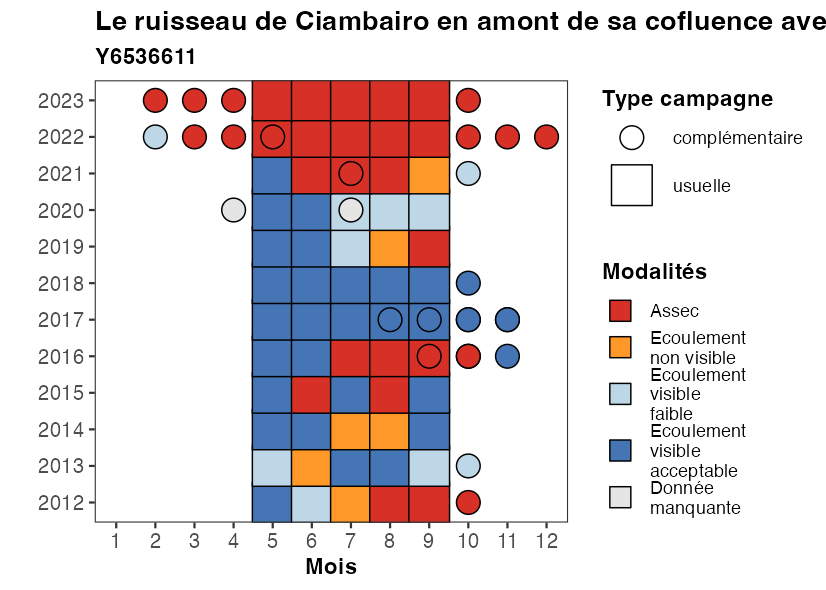 Le ruisseau de Ciambairo en amont de sa cofluence ave
Y6536611
2023
2022
2021
2020
2019
2018
2017
2016
2015
2014
2013
2012
1 2 3 4 5 6 7 8 9 10 11 12
Mois
Type campagne
complémentaire
usuelle
Modalités
Assec
Ecoulement
non visible
Ecoulement
visible
faible
Ecoulement
visible
acceptable
Donnée
manquante